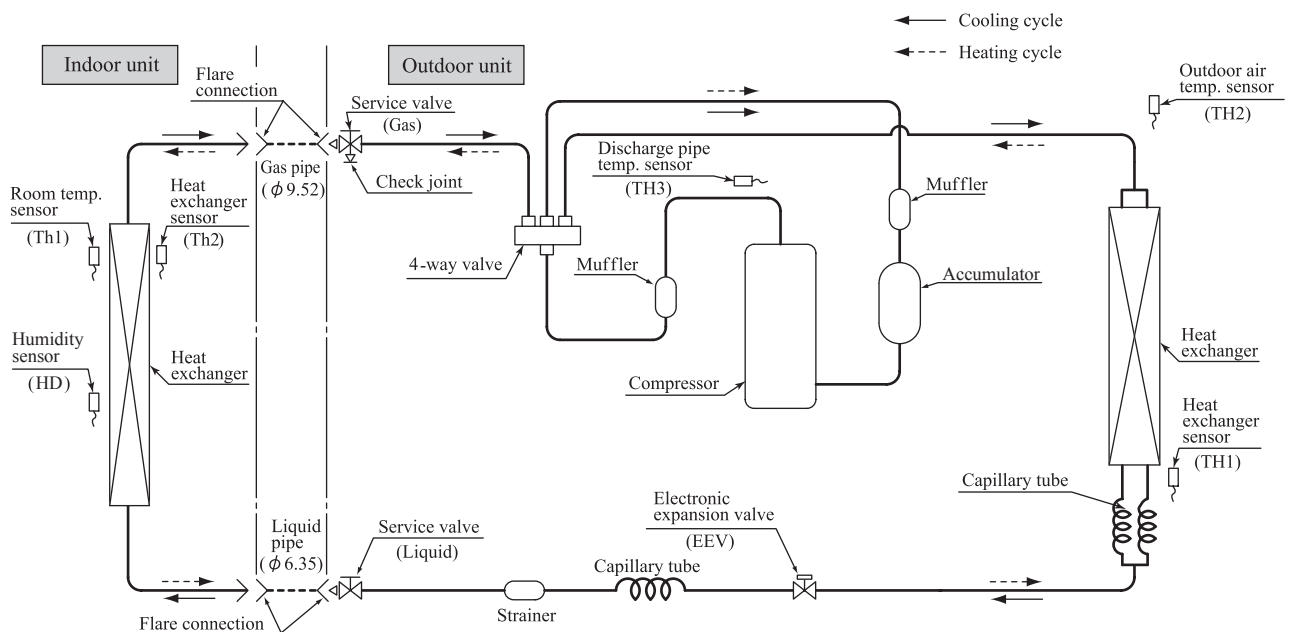 Cooling cycle
Heating cycle
Indoor unit
Outdoor unit
Flare
connection
Service valve
(Gas)
Outdoor air
temp. sensor
(TH2)
Gas pipe
(ϕ9.52)
Check joint
Discharge pipe
temp. sensor
(TH3)
Muffler
Room temp.
sensor
(Th1)
Heat
exchanger
sensor
(Th2)
4-way valve
Muffler
Accumulator
Humidity
sensor
(HD)
Heat
exchanger
Compressor
Heat
exchanger
Heat
exchanger
sensor
(TH1)
Capillary tube
Liquid
pipe
(ϕ6.35)
Service valve
(Liquid)
Electronic
expansion valve
(EEV)
Capillary tube
Strainer
Flare connection